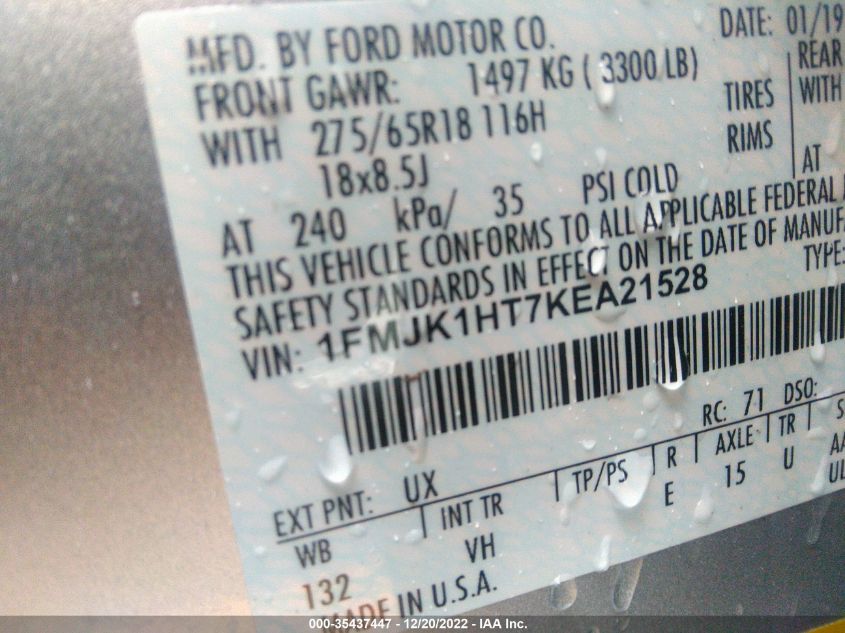 MFD. BY FORD MOTOR CO. DATE: 01/19
FRONT GAWR: 1497 KG ( 3300 LB) REAR
WITH 275/65R18 116H TIRES WITH
18x8.5J RIMS
AT 240 kPa/ 35 PSI COLD AT
THIS VEHICLE CONFORMS TO ALL APPLICABLE FEDERAL
SAFETY STANDARDS IN EFFECT ON THE DATE OF MANUF
VIN: 1FMJK1HT7KEA21528 TYPE:
RC: 71 DSO:
EXT PNT: UX
WB INT TR TP/PS R AXLE TR S
132 VH E 15 U
MADE IN U.S.A.
000-35437447 - 12/20/2022 - IAA Inc.